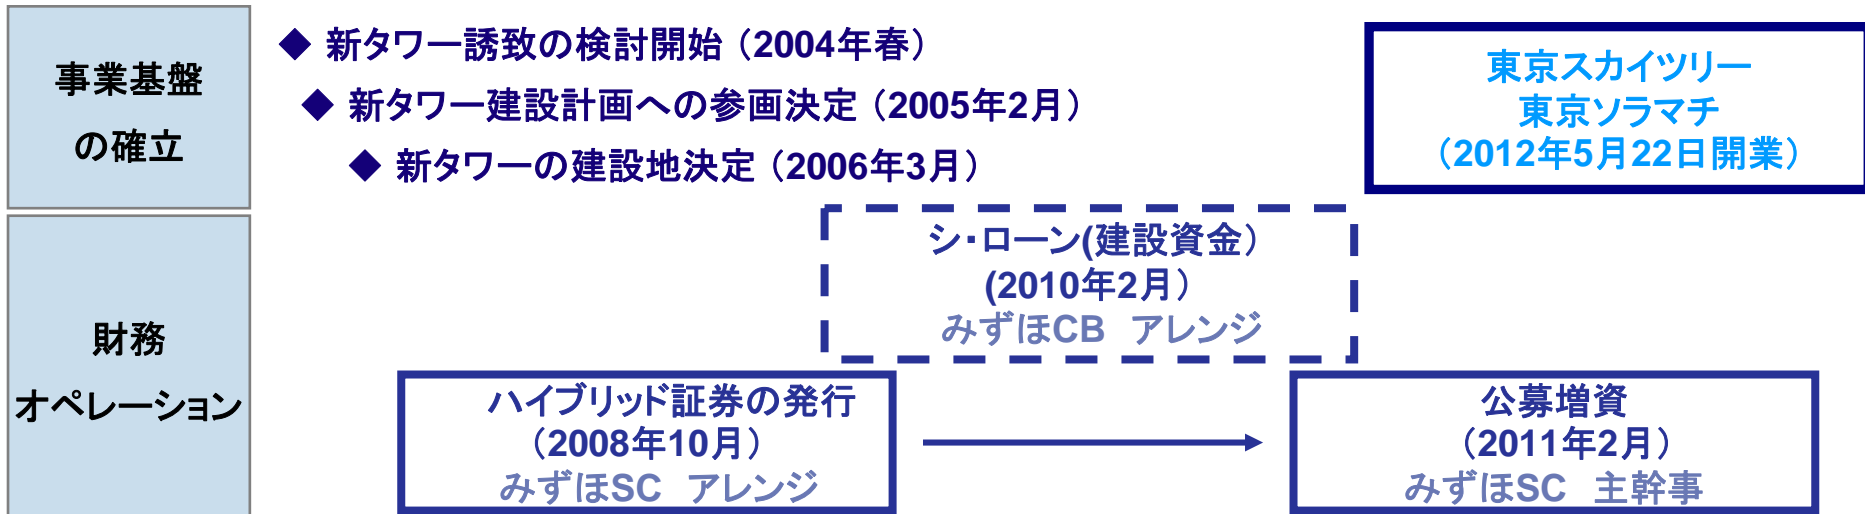 事業基盤
の確立
◆ 新タワー誘致の検討開始（2004年春）
◆ 新タワー建設計画への参画決定（2005年2月）
◆ 新タワーの建設地決定（2006年3月）
東京スカイツリー
東京ソラマチ
（2012年5月22日開業）
財務
オペレーション
シ・ローン(建設資金）
(2010年2月）
みずほCB　アレンジ
ハイブリッド証券の発行
（2008年10月）
みずほSC　アレンジ
公募増資
（2011年2月）
みずほSC　主幹事